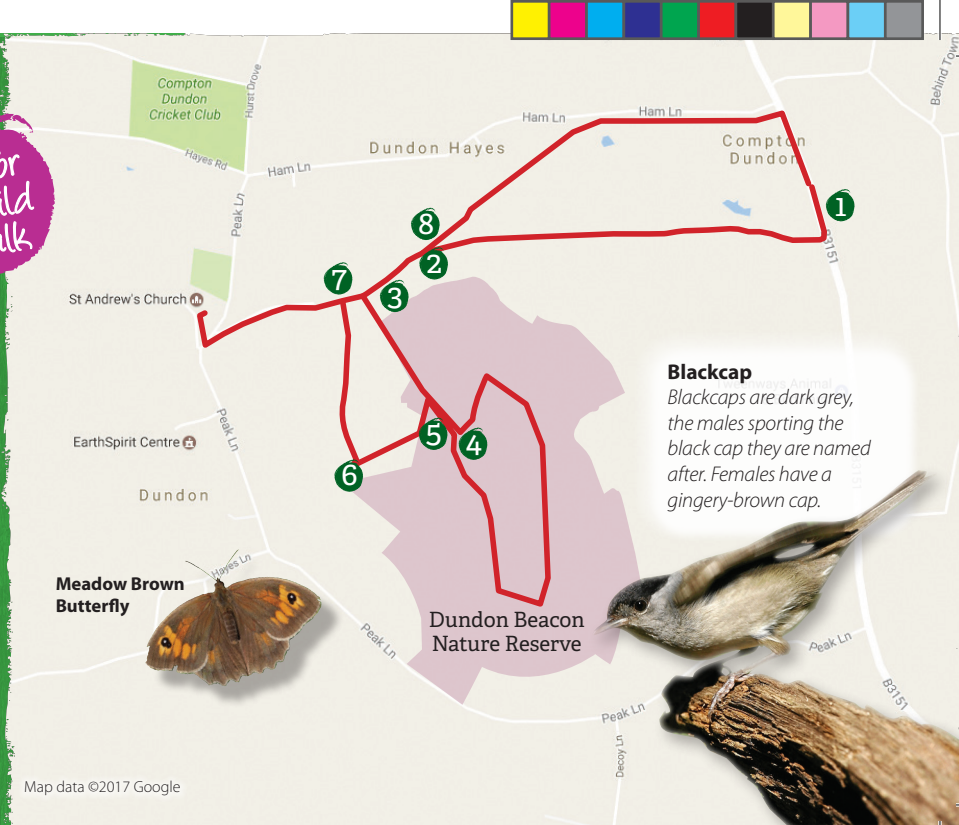 Compton
Dundon
Cricket Club
Hurst Drove
Behind Town
Ham Ln
Ham Ln
Compton
Dundon
Dundon Hayes
Hayes Rd
Ham Ln
Peak Ln
1
8
2
B3151
7
3
St Andrew's Church
Blackcap
Blackcaps are dark grey,
the males sporting the
black cap they are named
after. Females have a
gingery-brown cap.
Peak Ln
5
4
EarthSpirit Centre
6
Dundon
B3151
Hayes Ln
Meadow Brown
Butterfly
Dundon Beacon
Nature Reserve
Peak Ln
Peak Ln
B3151
Peak Ln
Decoy Ln
Map data ©2017 Google